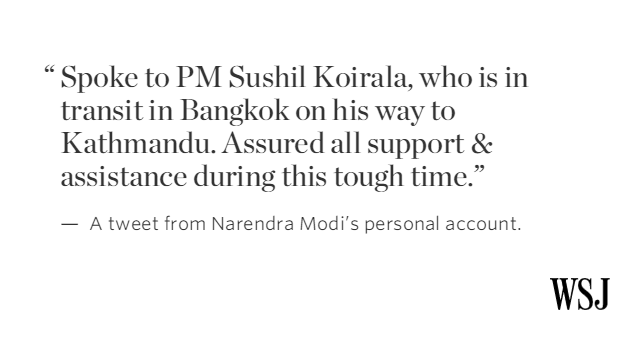 “Spoke to PM Sushil Koirala, who is in
transit in Bangkok on his way to
Kathmandu. Assured all support &
assistance during this tough time.”
— A tweet from Narendra Modi’s personal account.
WSJ